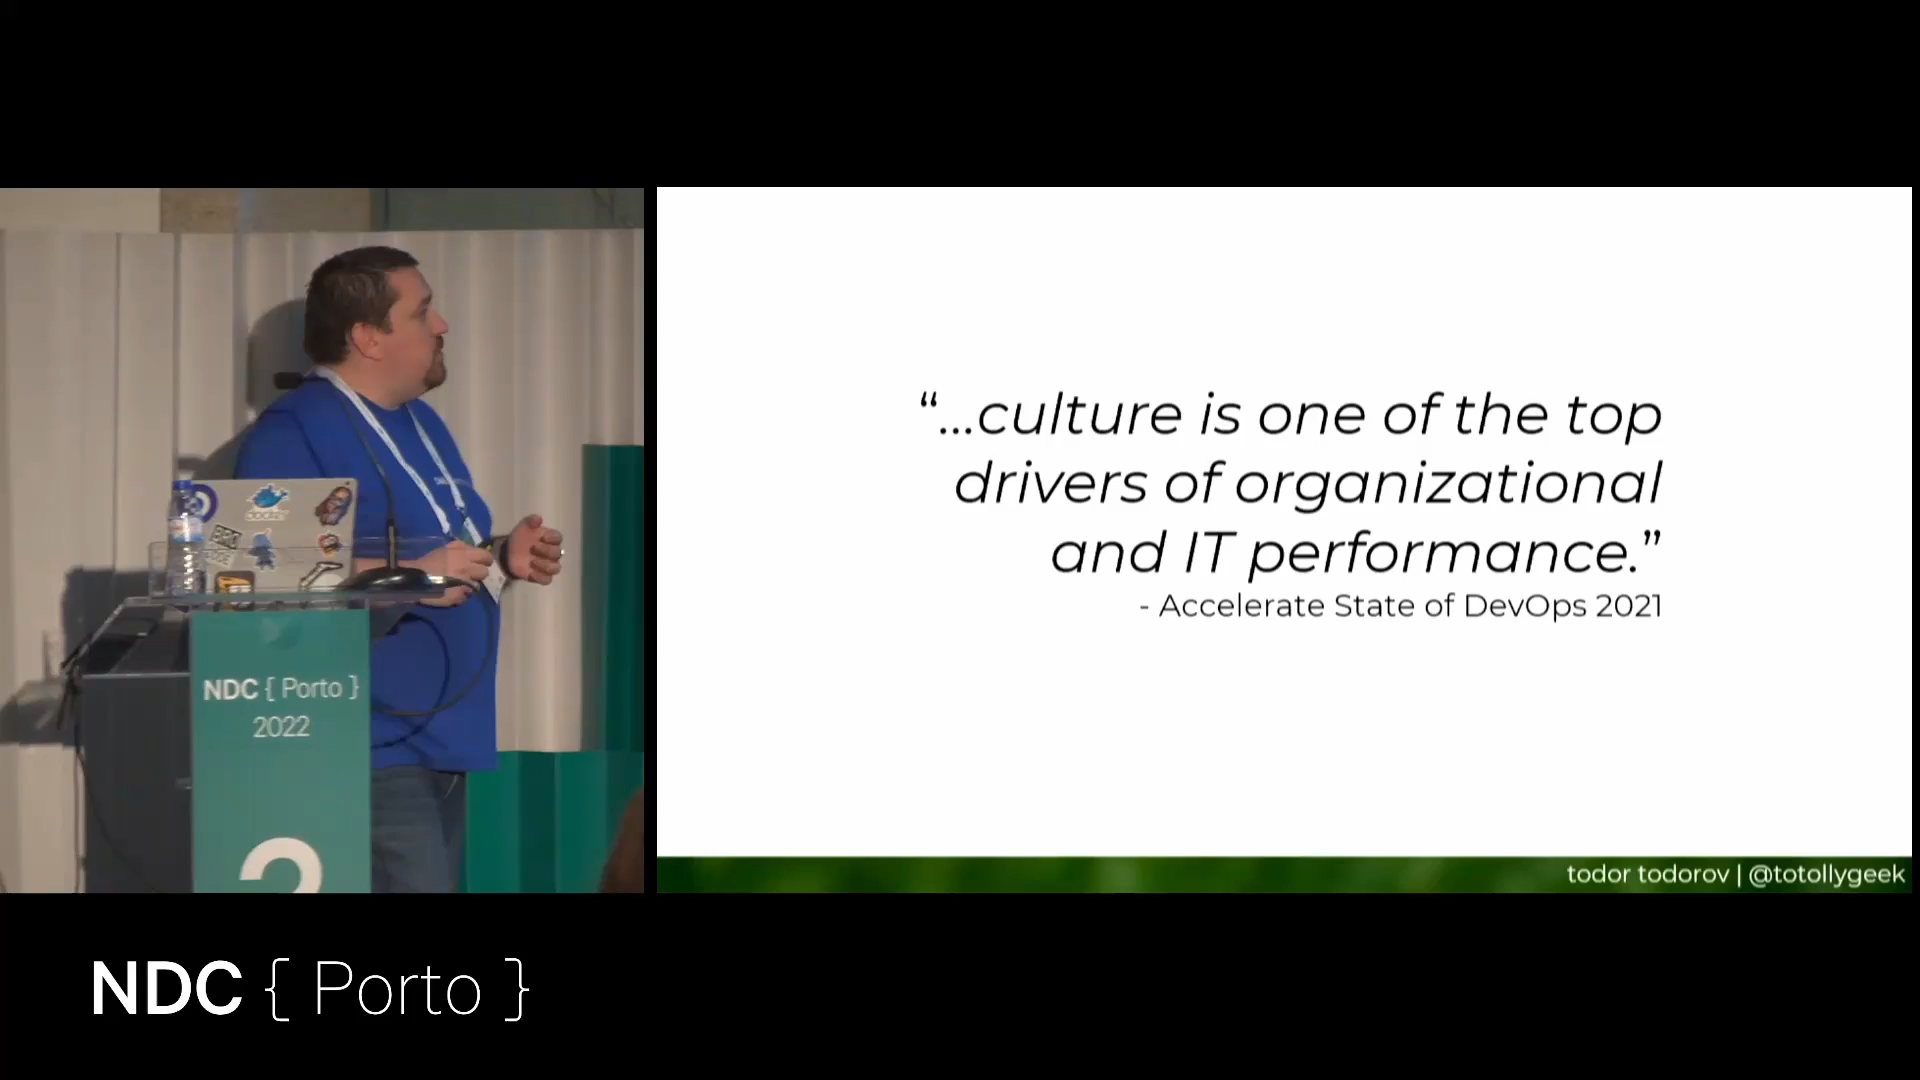 “...culture is one of the top
drivers of organizational
and IT performance.”
- Accelerate State of DevOps 2021
todor todorov | @totollygeek
NDC { Porto }
2022
2
NDC { Porto }